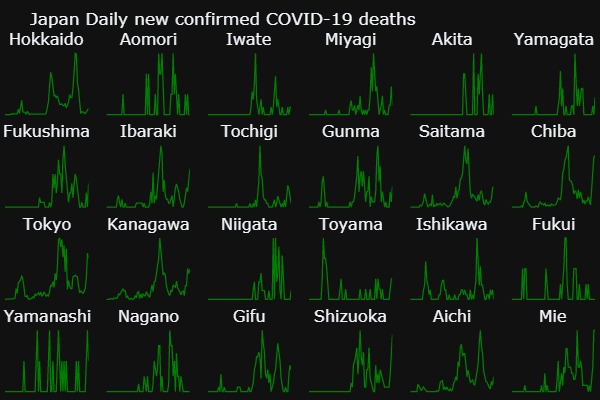 Japan Daily new confirmed COVID-19 deaths
Hokkaido Aomori Iwate Miyagi Akita Yamagata
Fukushima Ibaraki Tochigi Gunma Saitama Chiba
Tokyo Kanagawa Niigata Toyama Ishikawa Fukui
Yamanashi Nagano Gifu Shizuoka Aichi Mie